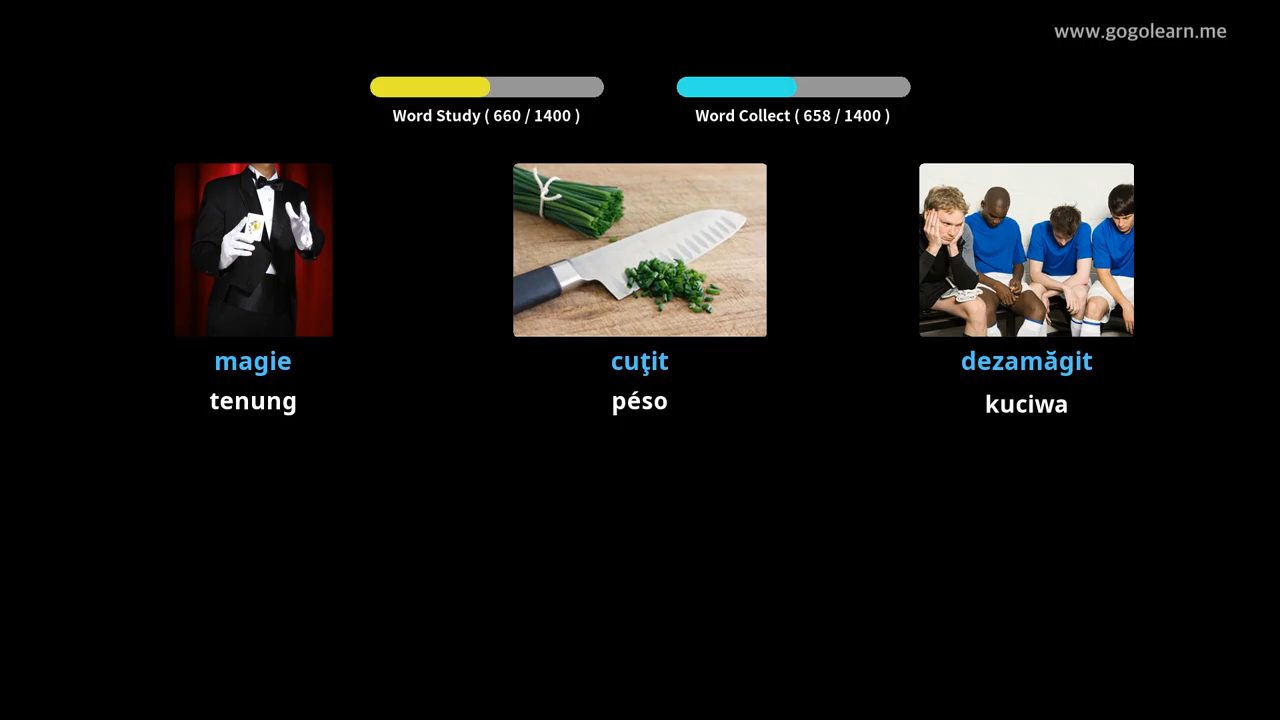 www.gogolearn.me
Word Study ( 660 / 1400 )
Word Collect ( 658 / 1400 )
magie
tenung
cuţit
péso
dezamăgit
kuciwa